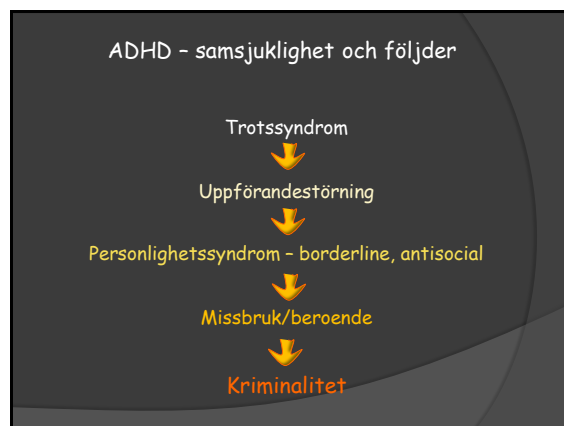 ADHD – samsjuklighet och följder
Trotssyndrom
Uppförandestörning
Personlighetssyndrom – borderline, antisocial
Missbruk/beroende
Kriminalitet